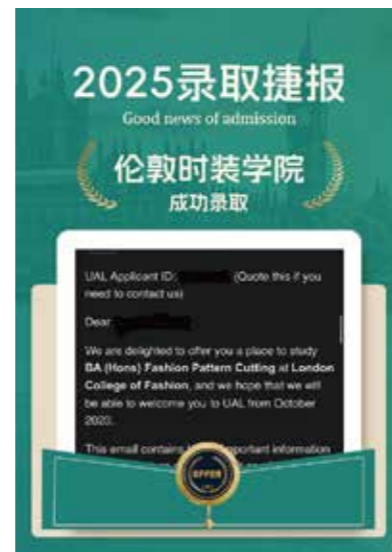 2025录取捷报
Good news of admission
伦敦时装学院
成功录取
UAL Applicant ID: (Quote this if you
need to contact us)
Dear
We are delighted to offer you a place to study
BA (Hons) Fashion Pattern Cutting at London
College of Fashion, and we hope that we will
be able to welcome you to UAL from October
This email contains important information
OFFER